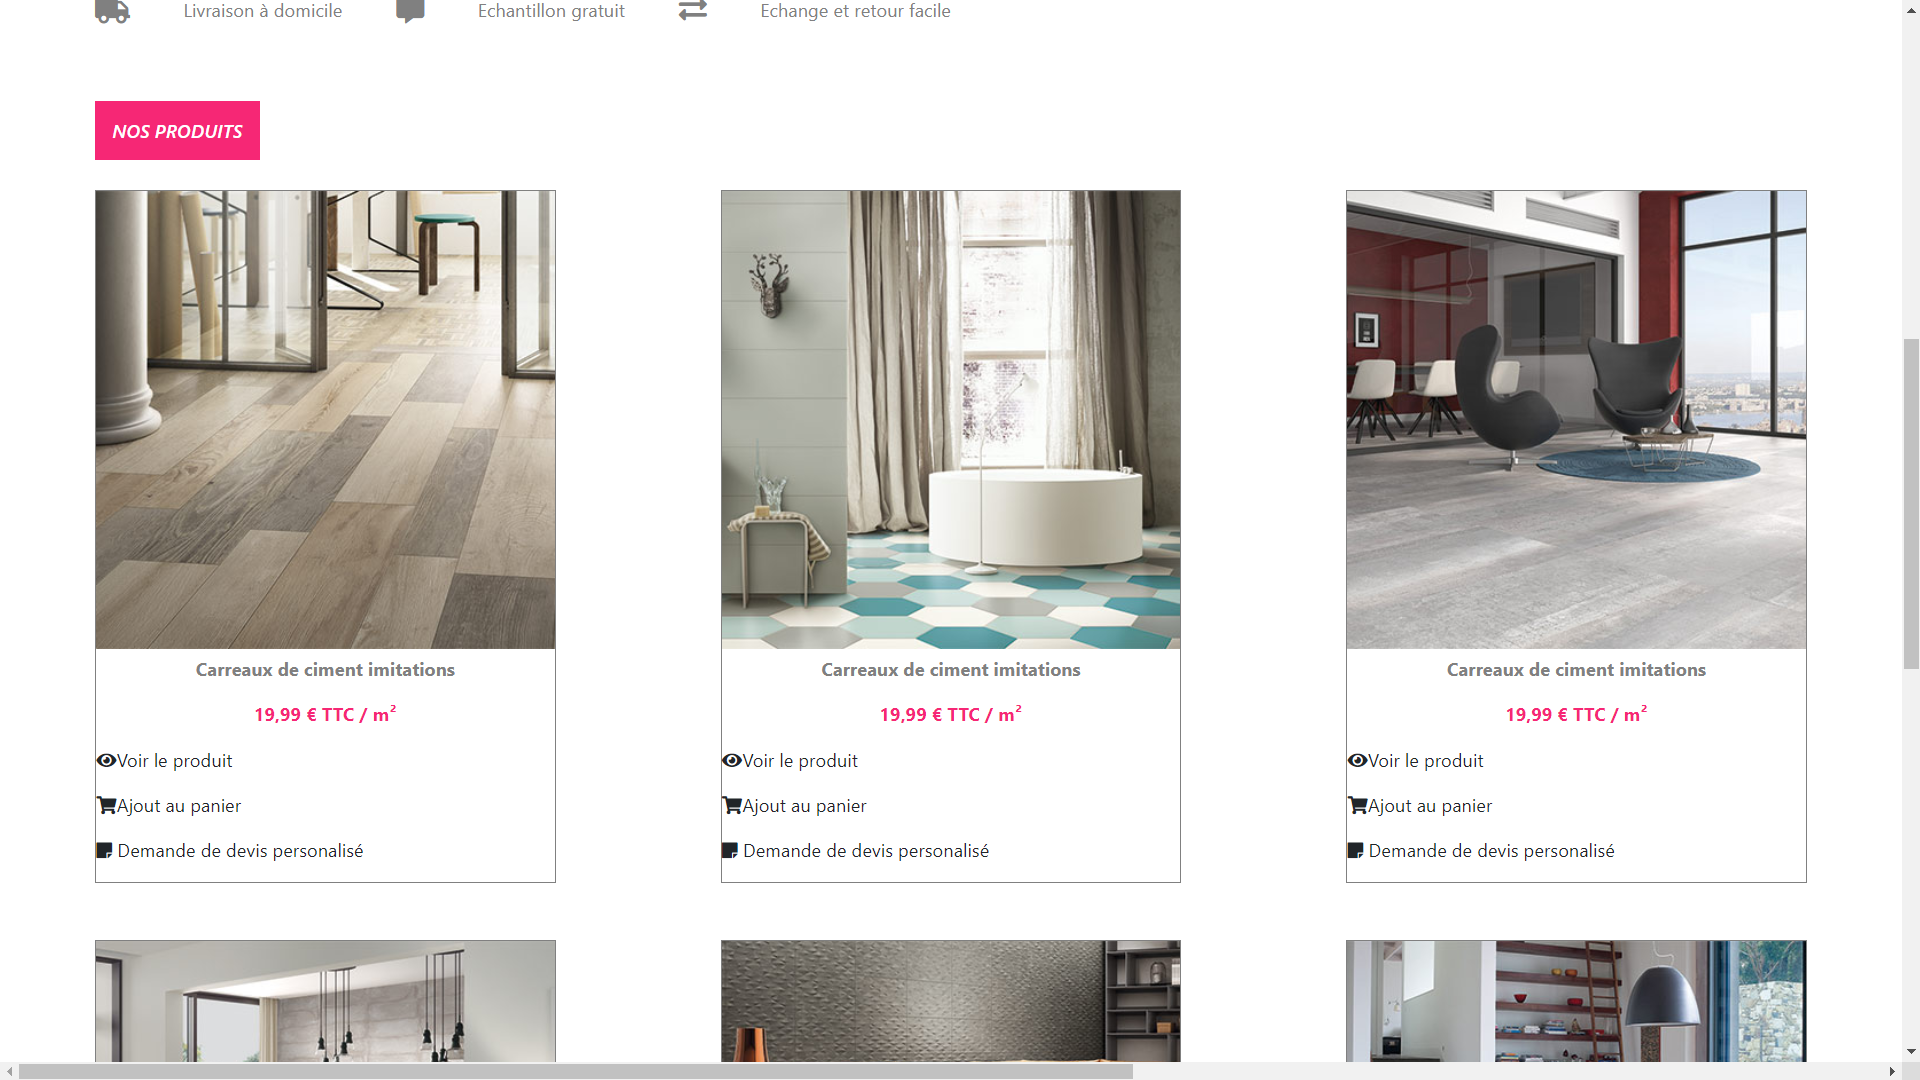 Livraison à domicile
Echantillon gratuit
Echange et retour facile
NOS PRODUITS
Carreaux de ciment imitations
19,99 € TTC / m²
Voir le produit
Ajout au panier
Demande de devis personalisé
Carreaux de ciment imitations
19,99 € TTC / m²
Voir le produit
Ajout au panier
Demande de devis personalisé
Carreaux de ciment imitations
19,99 € TTC / m²
Voir le produit
Ajout au panier
Demande de devis personalisé